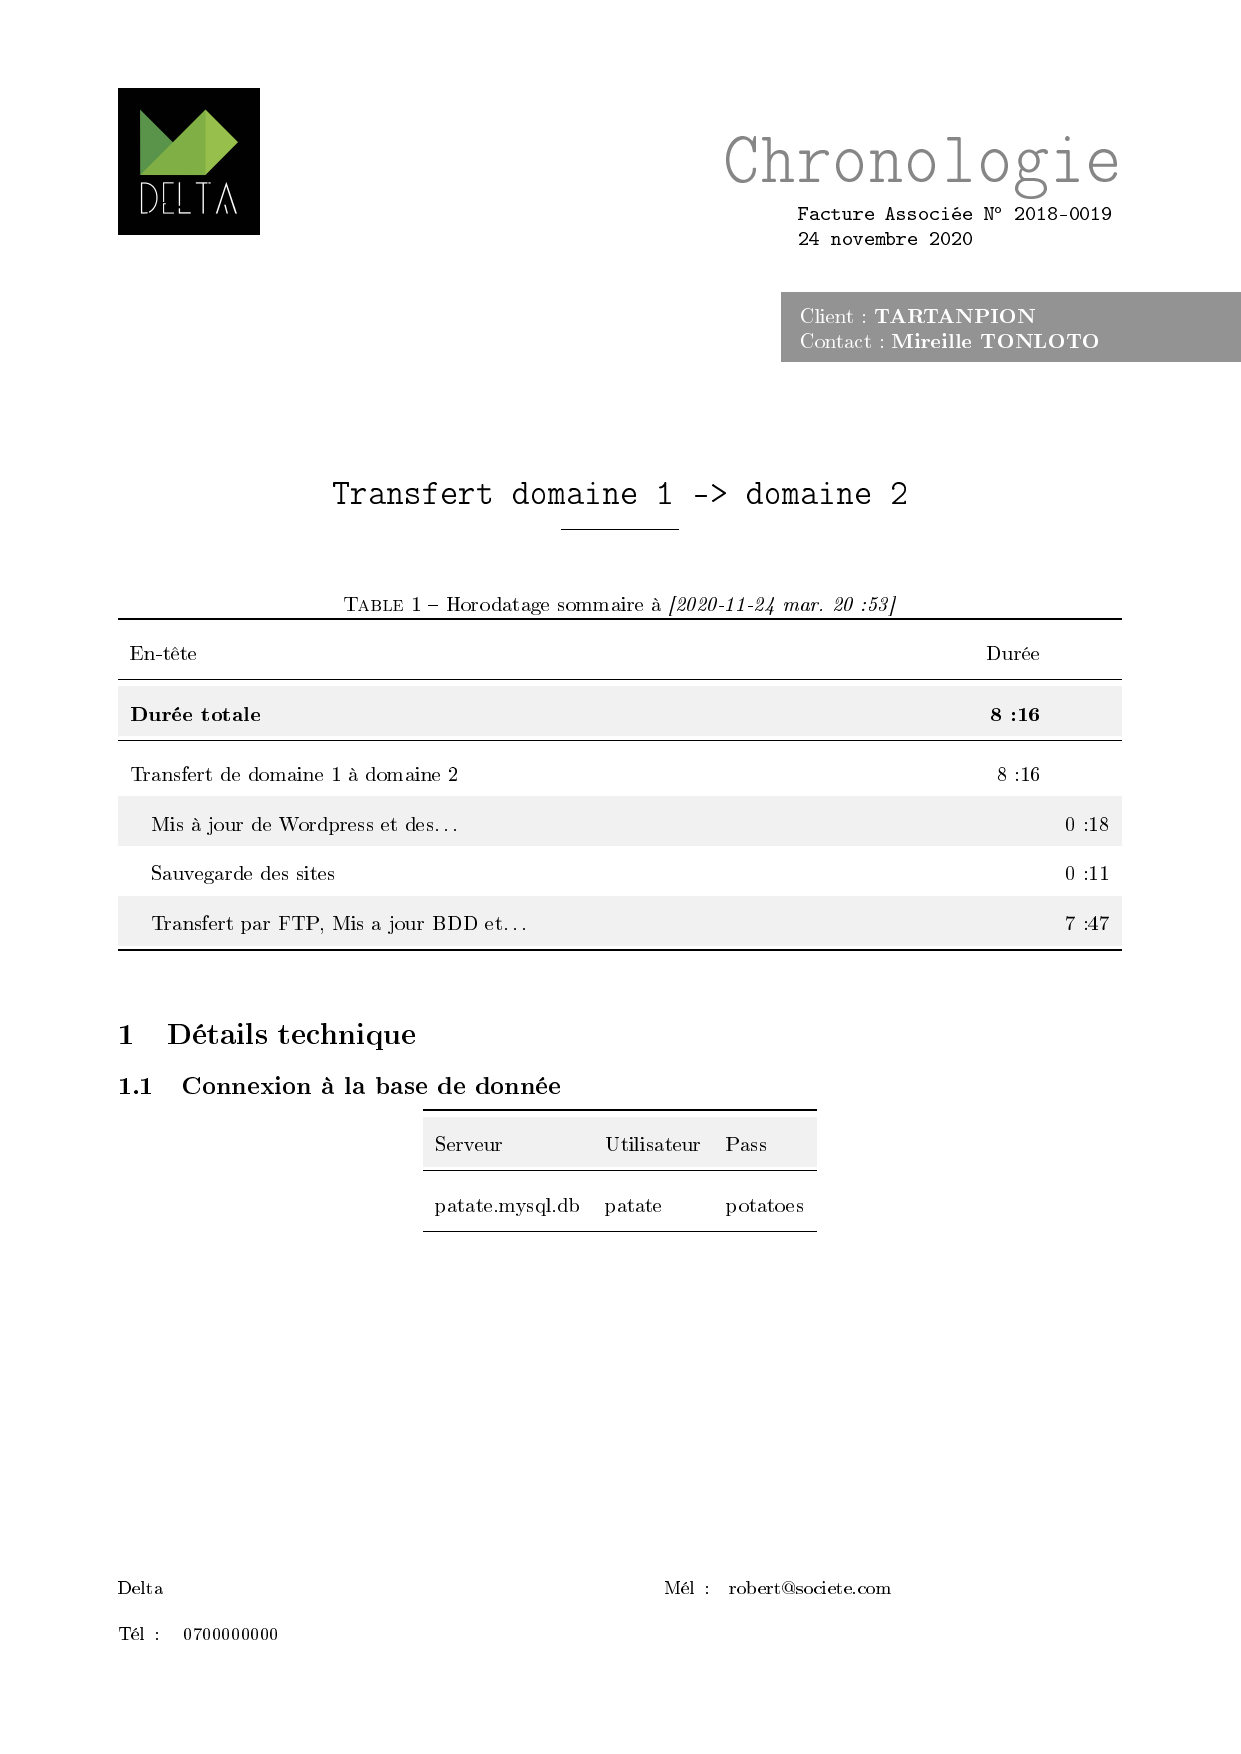 DELTA
Chronologie
Facture Associée Nº 2018-0019
24 novembre 2020
Client : TARTANPION
Contact : Mireille TONLOTO
Transfert domaine 1 -> domaine 2
TABLE 1 – Horodatage sommaire à [2020-11-24 mar. 20 :53]
En-tête Durée
Durée totale 8 :16
Transfert de domaine 1 à domaine 2 8 :16
Mis à jour de Wordpress et des... 0 :18
Sauvegarde des sites 0 :11
Transfert par FTP, Mis a jour BDD et... 7 :47
1 Détails technique
1.1 Connexion à la base de donnée
Serveur Utilisateur Pass
patate.mysql.db patate potatoes
Delta Mél : robert@societe.com
Tél : 0700000000